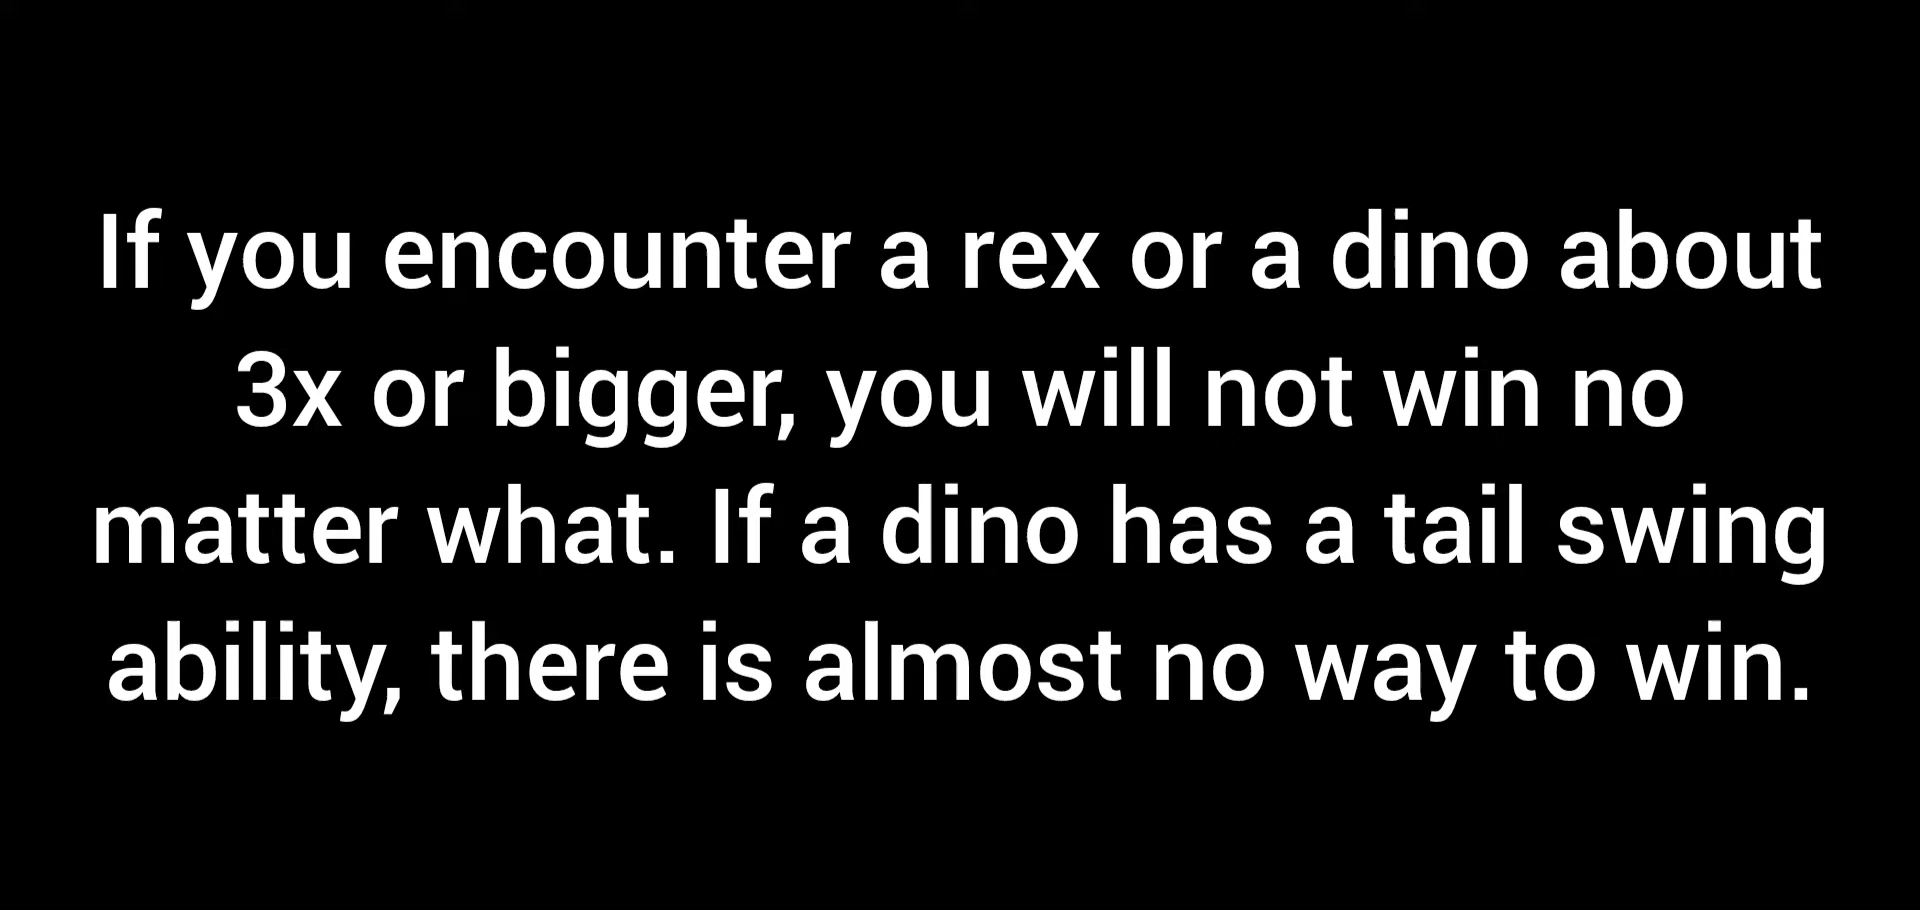 If you encounter a rex or a dino about
3x or bigger, you will not win no
matter what. If a dino has a tail swing
ability, there is almost no way to win.